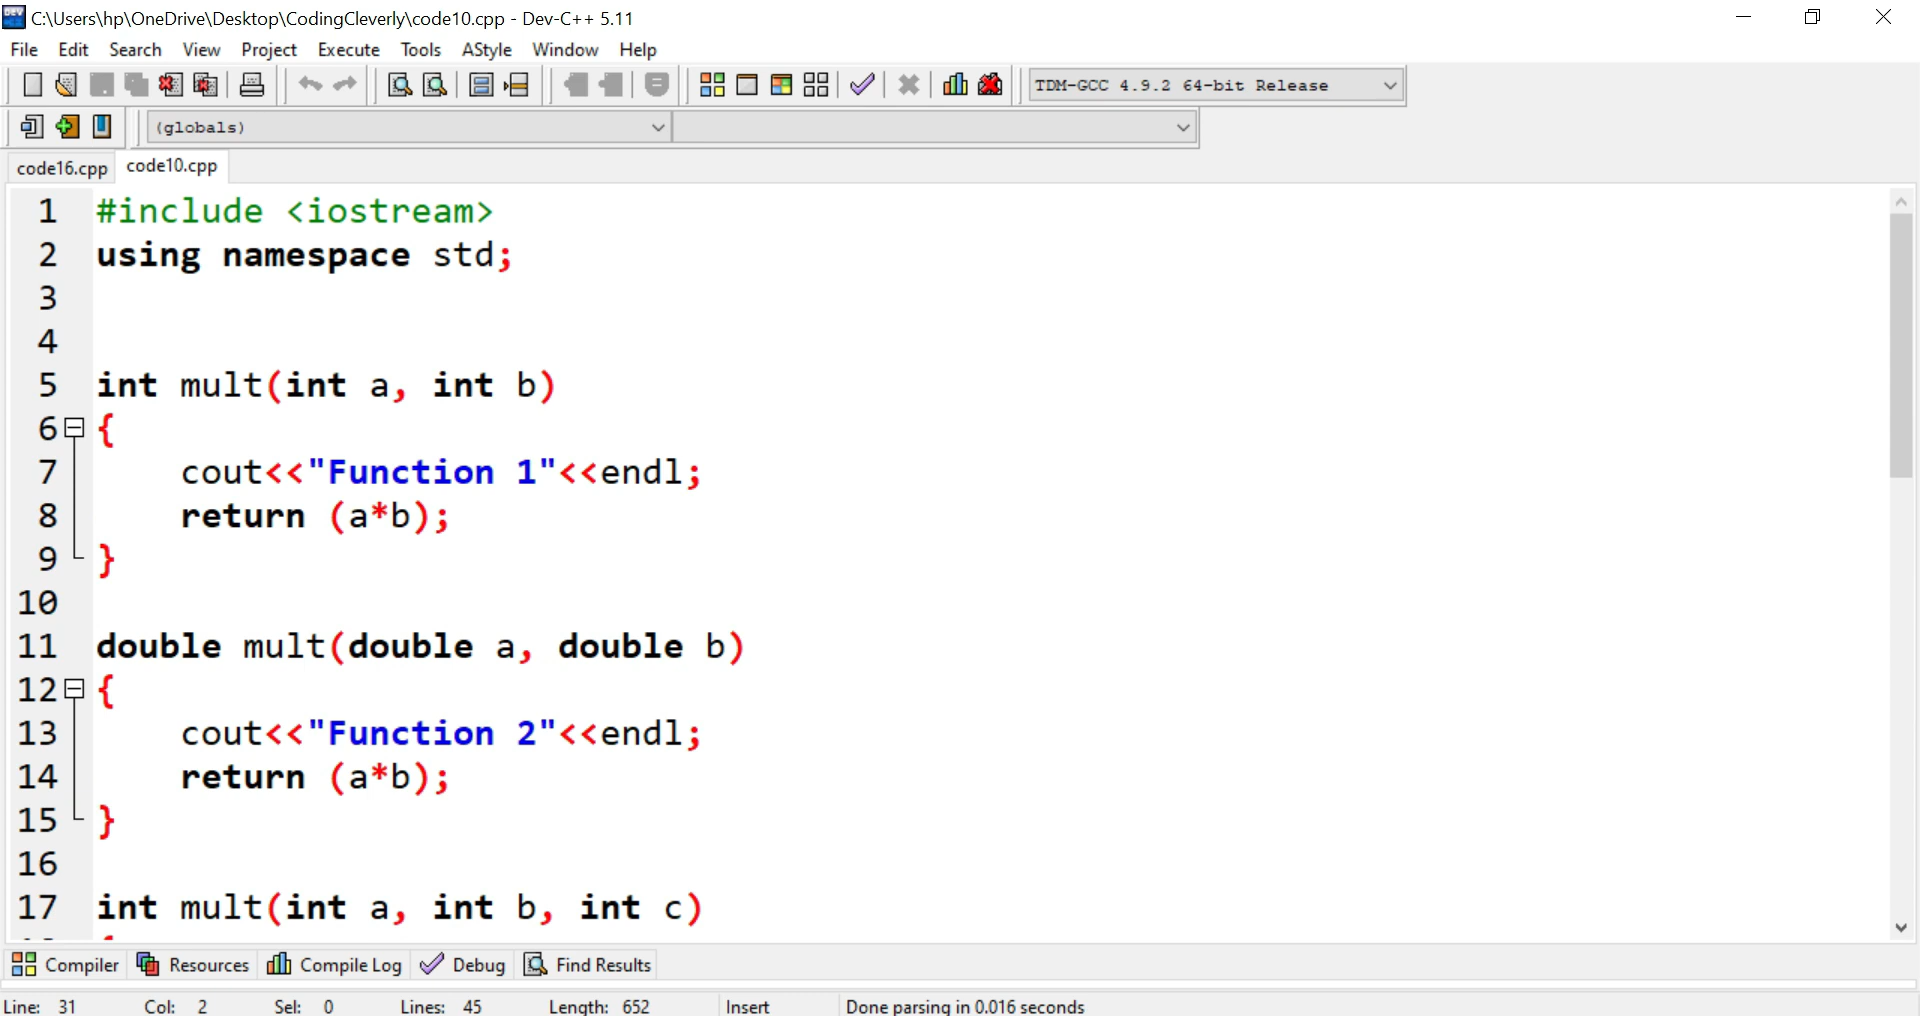 C:\Users\hp\OneDrive\Desktop\CodingCleverly\code10.cpp - Dev-C++ 5.11
File Edit Search View Project Execute Tools AStyle Window Help
TDM-GCC 4.9.2 64-bit Release
(globals)
code16.cpp code10.cpp
1 #include <iostream>
2 using namespace std;
3
4
5 int mult(int a, int b)
6 {
7 cout<<"Function 1"<<endl;
8 return (a*b);
9 }
10
11 double mult(double a, double b)
12 {
13 cout<<"Function 2"<<endl;
14 return (a*b);
15 }
16
17 int mult(int a, int b, int c)
Compiler Resources Compile Log Debug Find Results
Line: 31 Col: 2 Sel: 0 Lines: 45 Length: 652 Insert Done parsing in 0.016 seconds